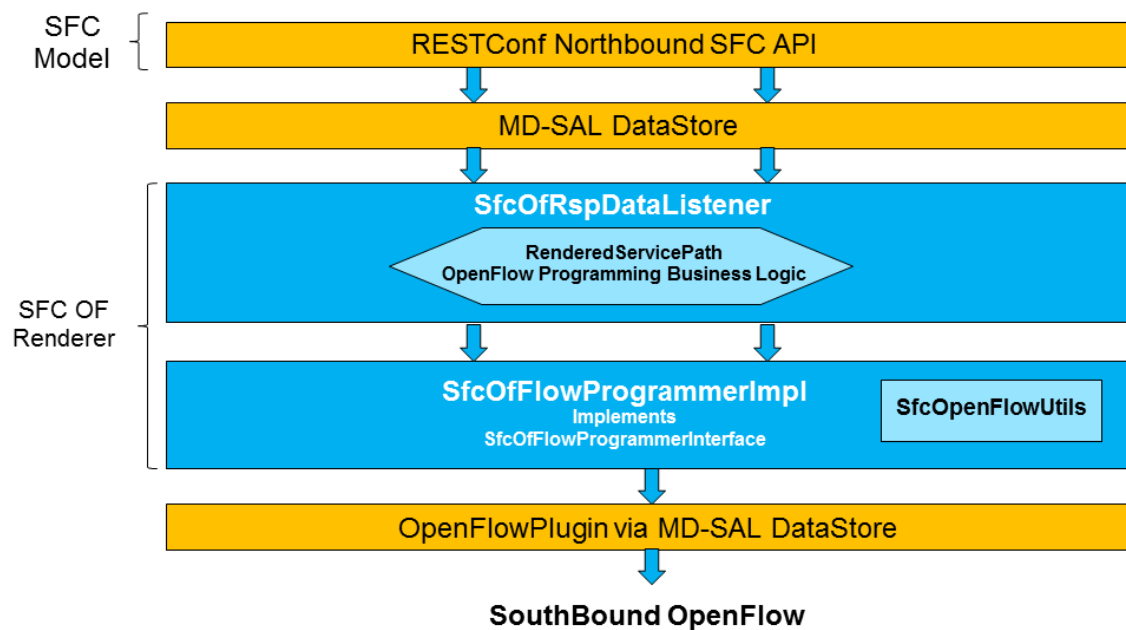 SFC
Model
RESTConf Northbound SFC API
MD-SAL DataStore
SfcOfRspDataListener
RenderedServicePath
OpenFlow Programming Business Logic
SFC OF
Renderer
SfcOfFlowProgrammerImpl
Implements
SfcOfFlowProgrammerInterface
SfcOpenFlowUtils
OpenFlowPlugin via MD-SAL DataStore
SouthBound OpenFlow